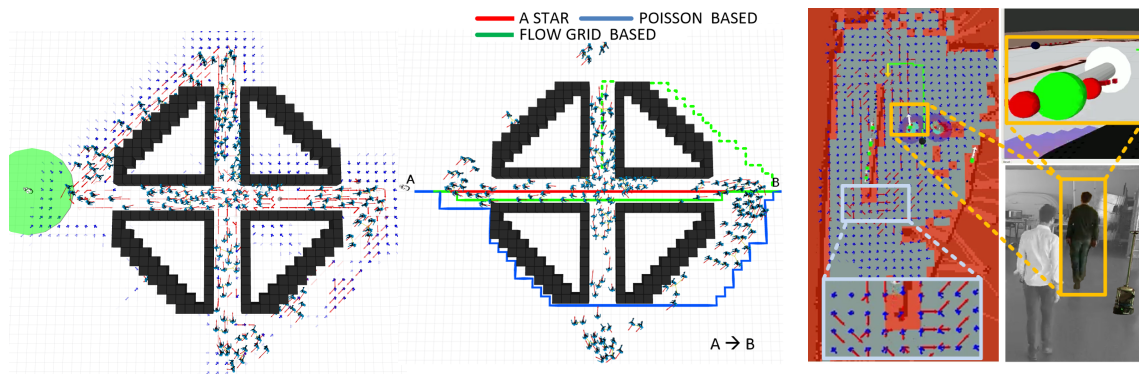 A STAR POISSON BASED
FLOW GRID BASED
A
B
A → B